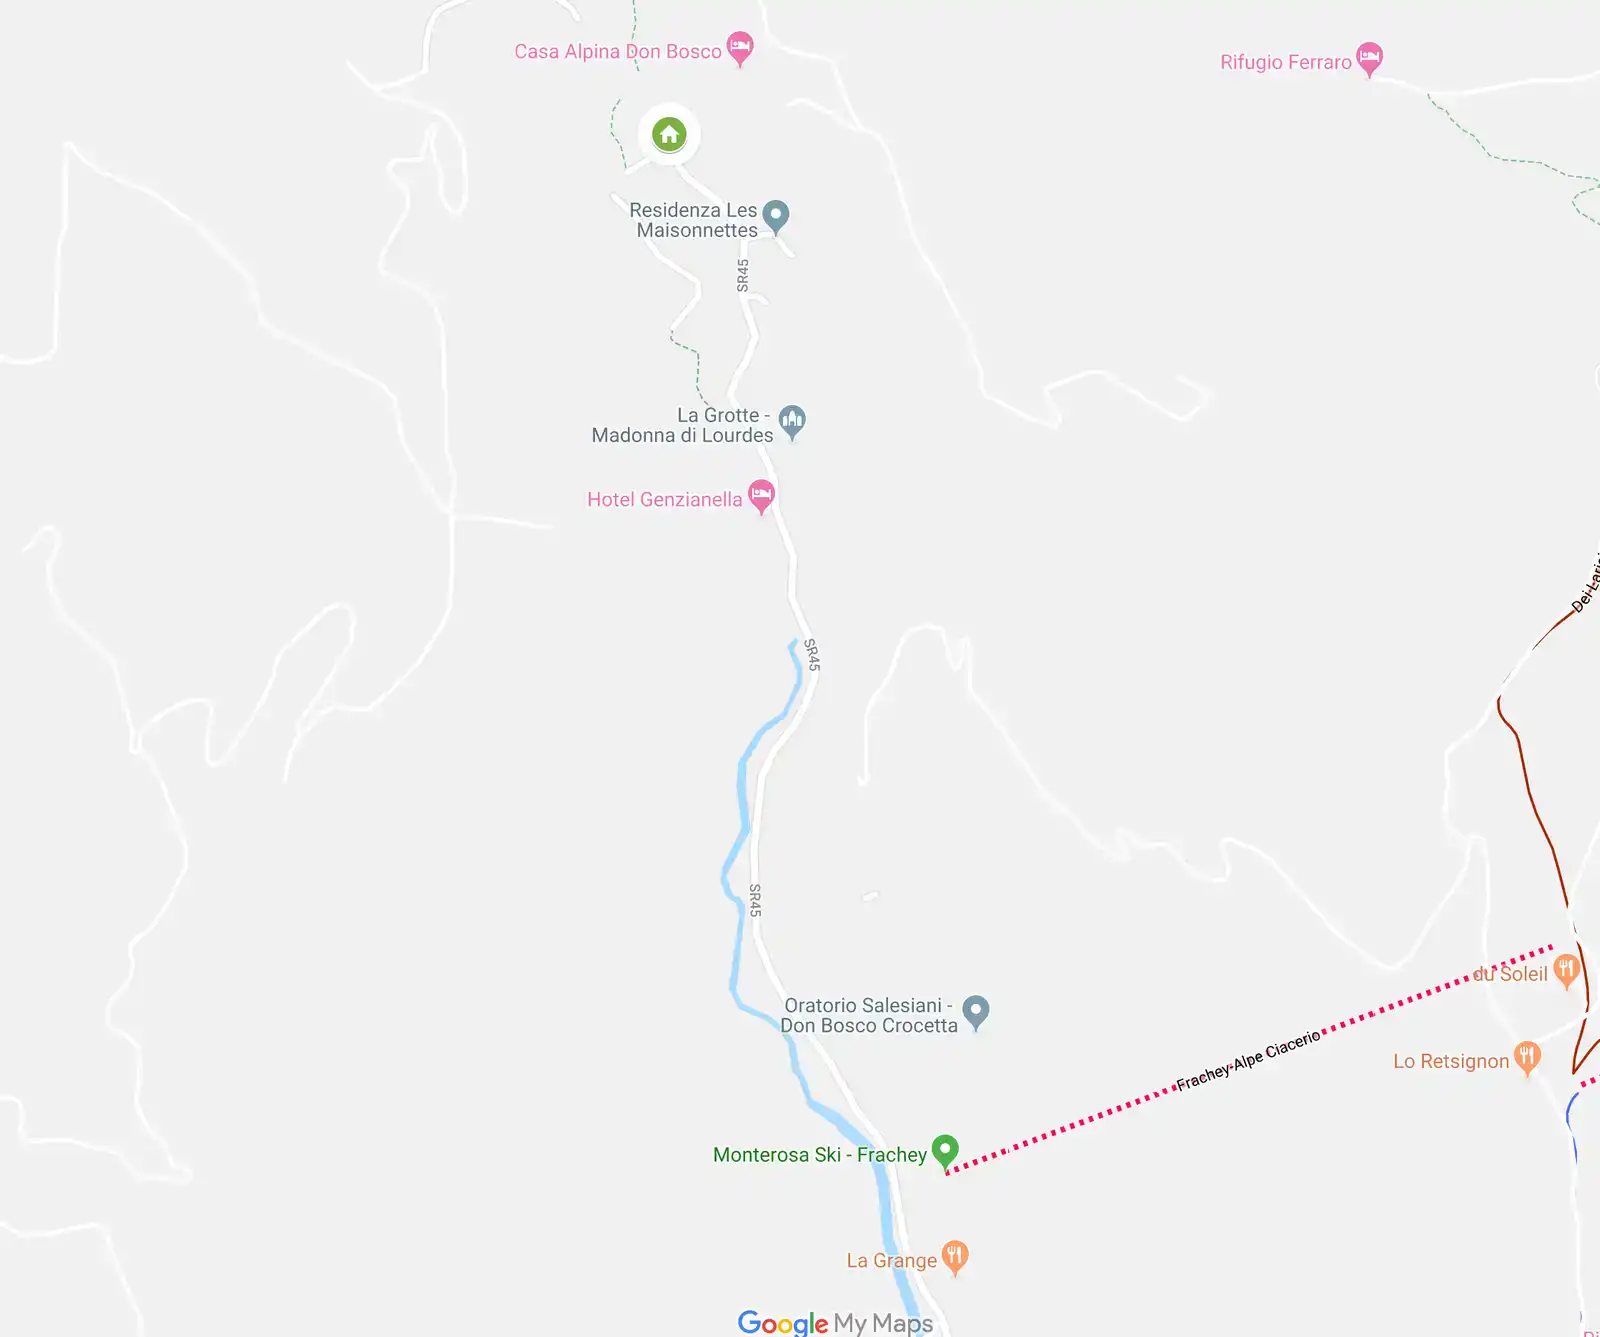 Casa Alpina Don Bosco
Rifugio Ferraro
Residenza Les
Maisonnettes
SR45
La Grotte -
Madonna di Lourdes
Hotel Genzianella
SR45
SR45
du Soleil
Oratorio Salesiani -
Don Bosco Crocetta
Frachey-Alpe Ciacerio
Lo Retsignon
Monterosa Ski - Frachey
La Grange
Google My Maps